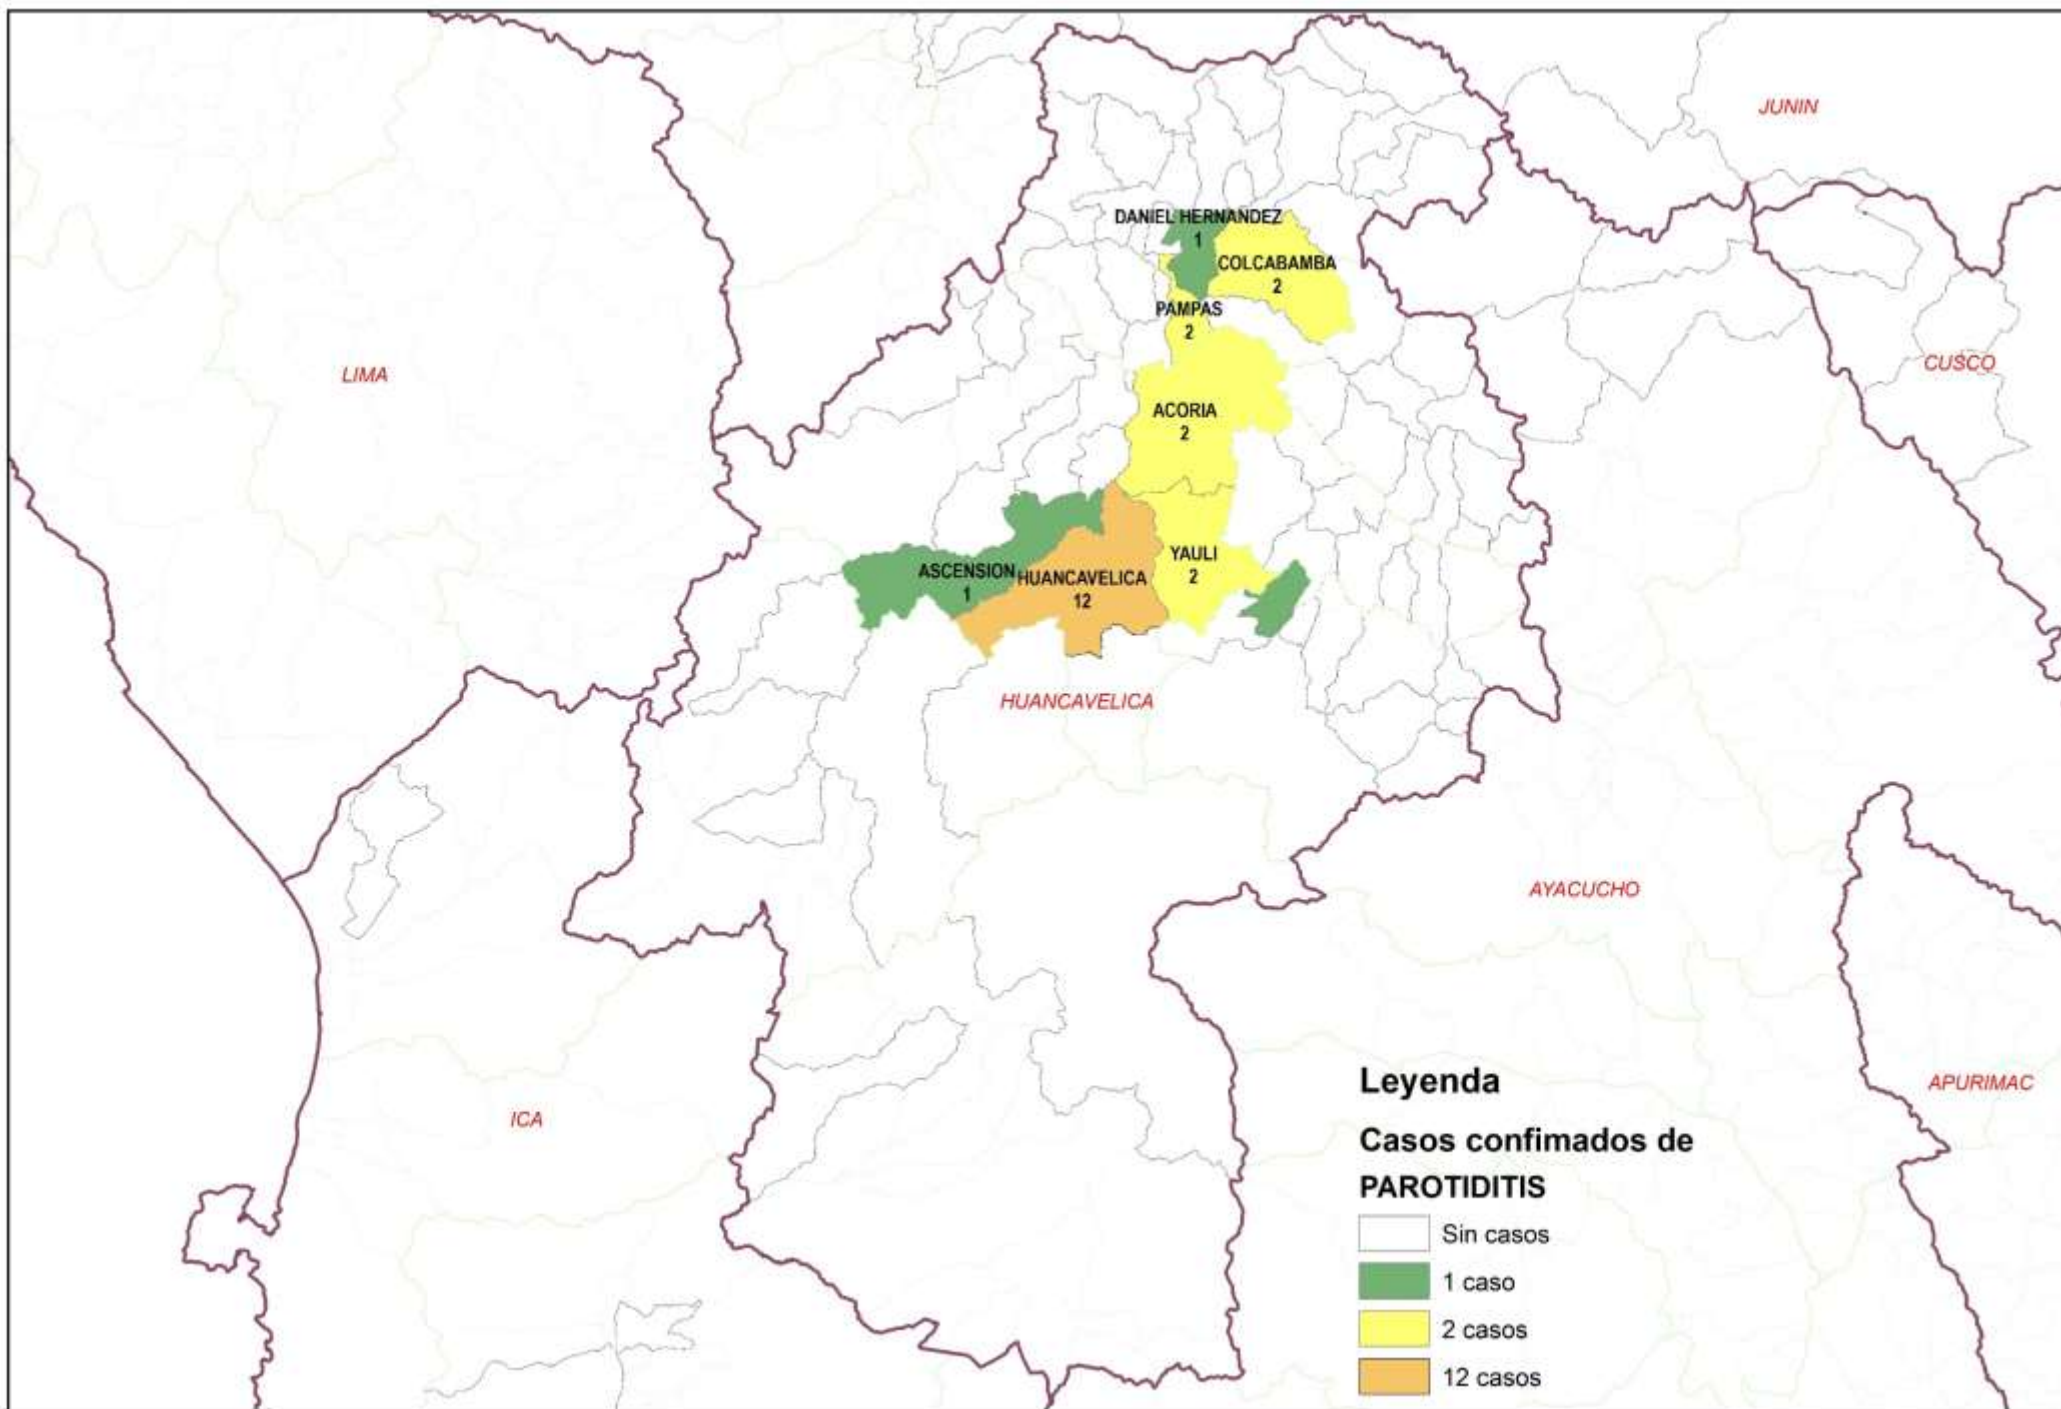 JUNIN
DANIEL HERNANDEZ
1
COLCABAMBA
2
PAMPAS
2
CUSCO
LIMA
ACORIA
2
YAULI
2
ASCENSION
1
HUANCAVELICA
12
HUANCAVELICA
AYACUCHO
APURIMAC
ICA
Leyenda
Casos confimados de
PAROTIDITIS
Sin casos
1 caso
2 casos
12 casos